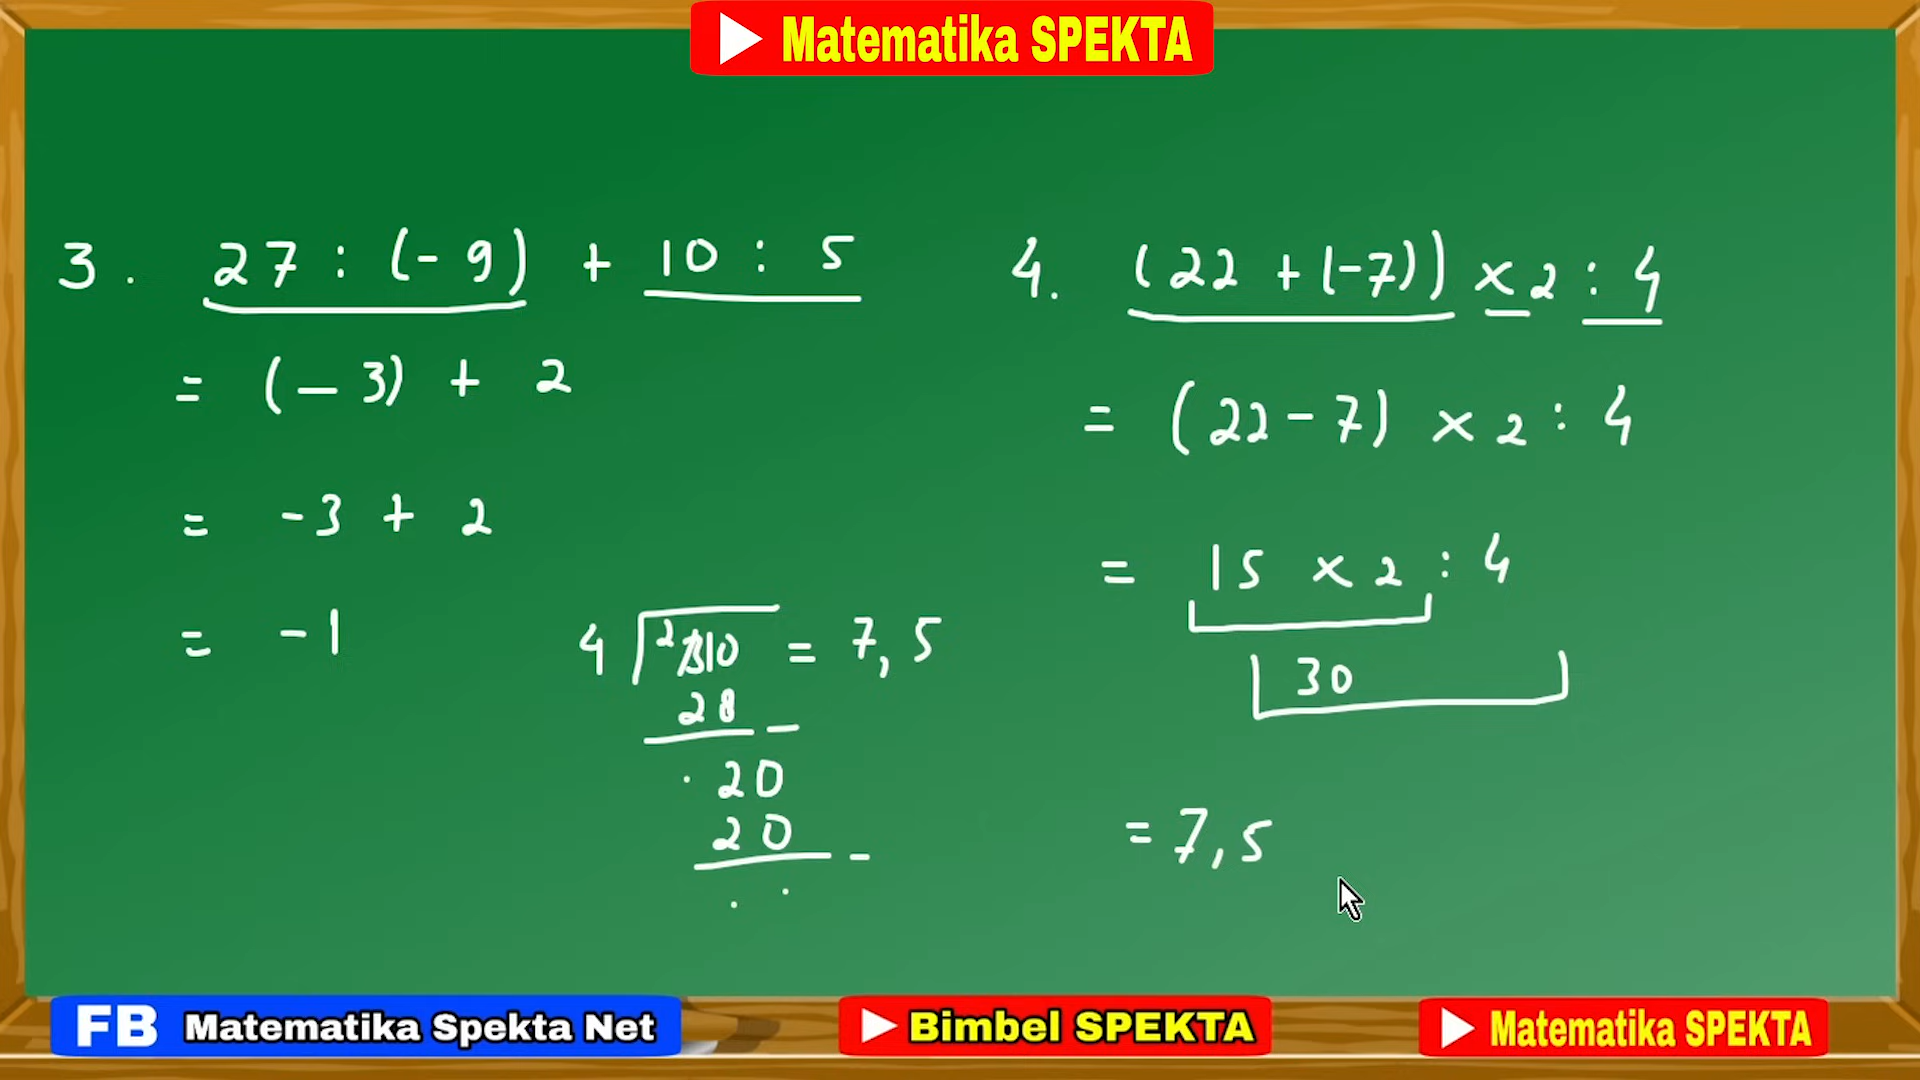 Matematika SPEKTA
3. 27 : (-9) + 10 : 5
= (-3) + 2
= -3 + 2
= -1
4 2 10 = 7,5
28 -
. 20
20 -
. .
4. (22 + (-7)) × 2 : 4
= (22 - 7) × 2 : 4
= 15 × 2 : 4
30
= 7,5
FB Matematika Spekta Net
Bimbel SPEKTA
Matematika SPEKTA